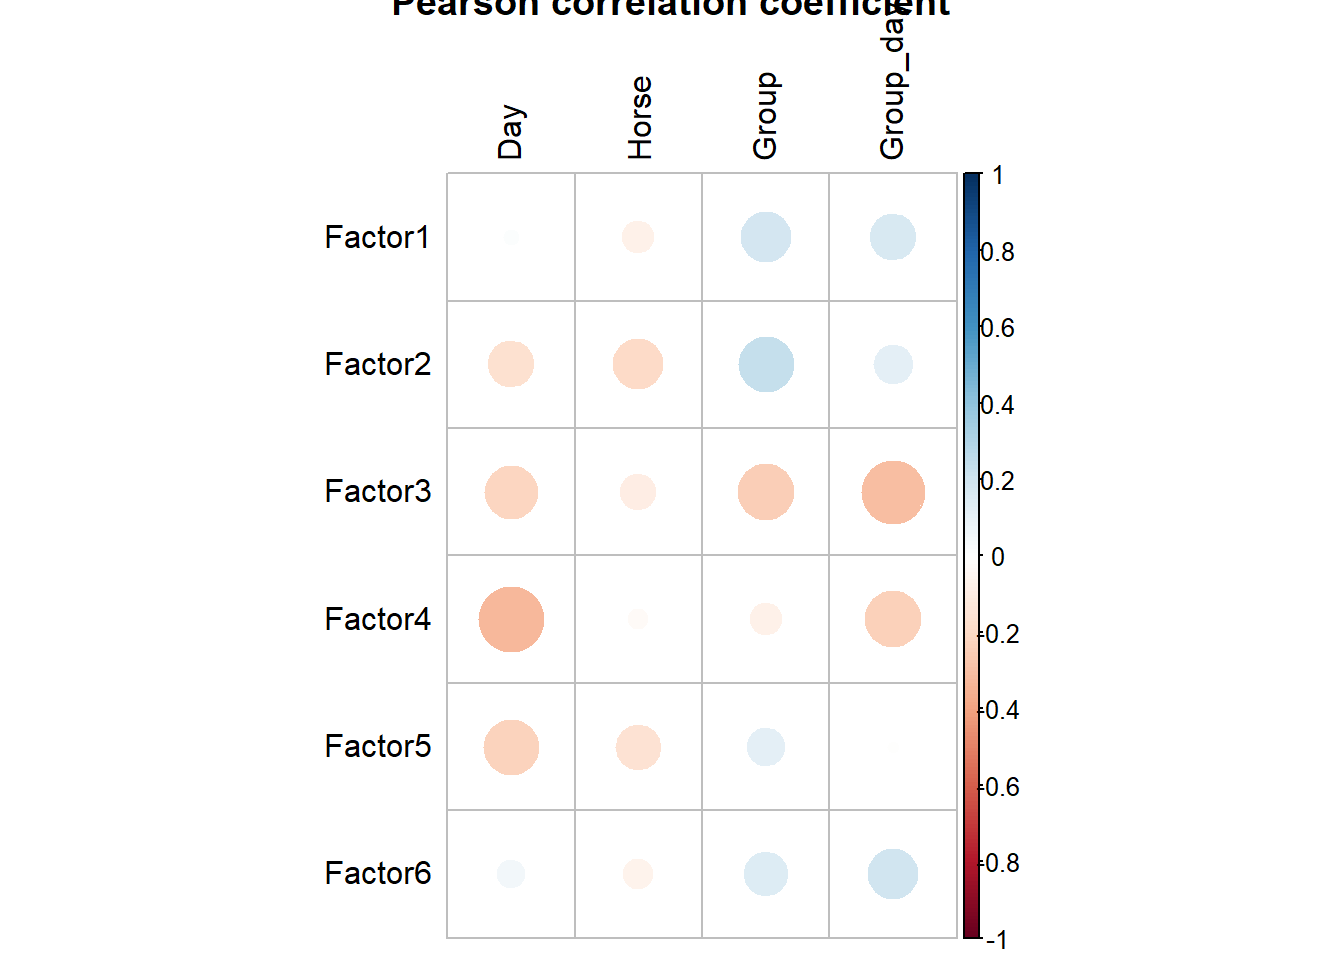 Pearson correlation coefficient
Day
Horse
Group
Group_day
1
Factor1
0.8
0.6
Factor2
0.4
0.2
Factor3
0
Factor4
-0.2
-0.4
Factor5
-0.6
-0.8
Factor6
-1